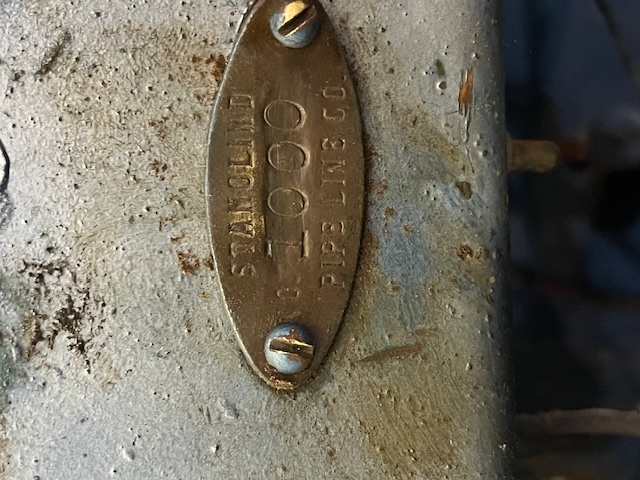 STANOLIND
1000
PIPE LINE CO.